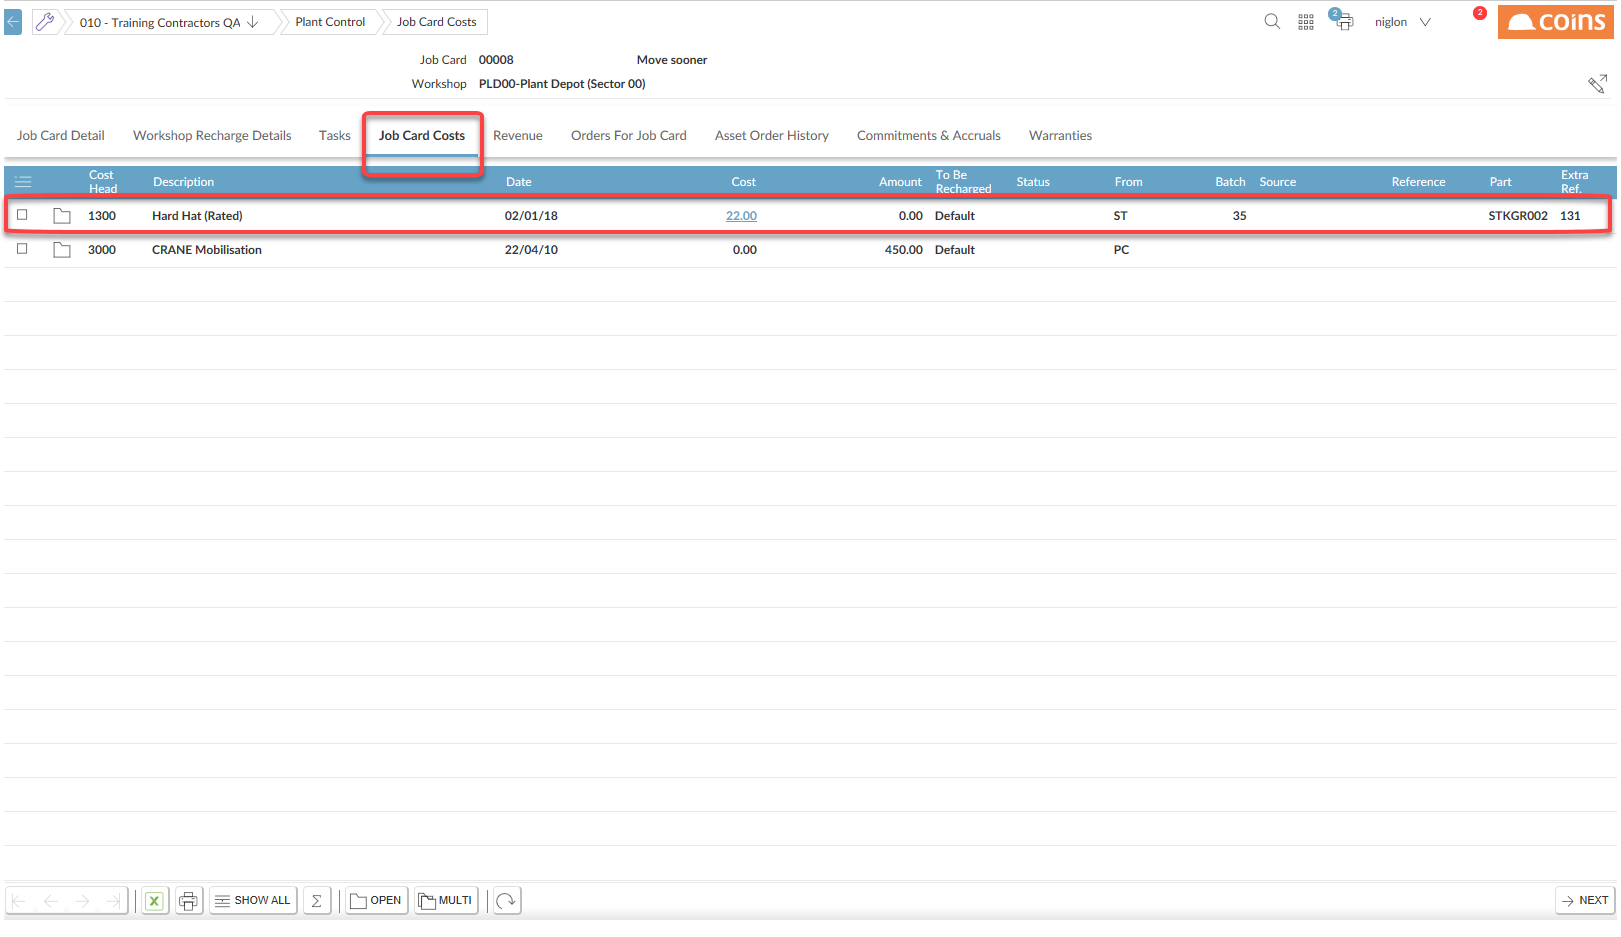 010 - Training Contractors QA
Plant Control
Job Card Costs
2
niglon
2
coins
Job Card 00008 Move sooner
Workshop PLD00-Plant Depot (Sector 00)
Job Card Detail Workshop Recharge Details Tasks Job Card Costs Revenue Orders For Job Card Asset Order History Commitments & Accruals Warranties
Cost Head Description Date Cost Amount To Be Recharged Status From Batch Source Reference Part Extra Ref.
1300 Hard Hat (Rated) 02/01/18 22.00 0.00 Default ST 35 STKGR002 131
3000 CRANE Mobilisation 22/04/10 0.00 450.00 Default PC
X SHOW ALL Σ OPEN MULTI NEXT